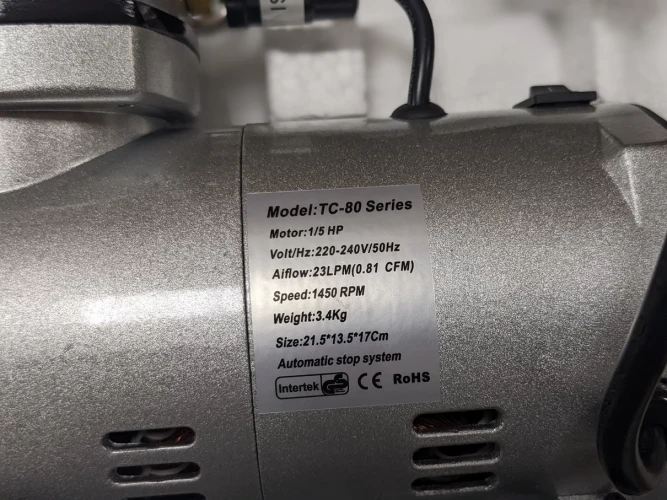 Model:TC-80 Series
Motor:1/5 HP
Volt/Hz:220-240V/50Hz
Aiflow:23LPM(0.81 CFM)
Speed:1450 RPM
Weight:3.4Kg
Size:21.5*13.5*17Cm
Automatic stop system
Intertek GS CE RoHS